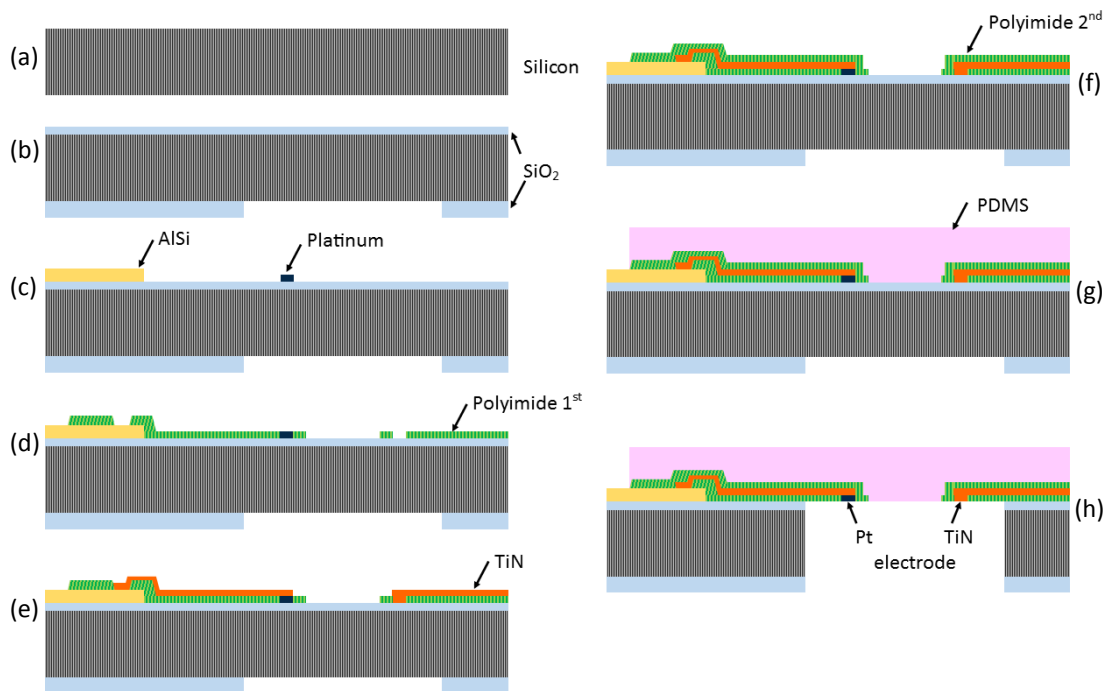 (a)
Silicon
(b)
SiO₂
AlSi
Platinum
(c)
Polyimide 1ˢᵗ
(d)
TiN
(e)
Polyimide 2ⁿᵈ
(f)
PDMS
(g)
(h)
Pt
TiN
electrode